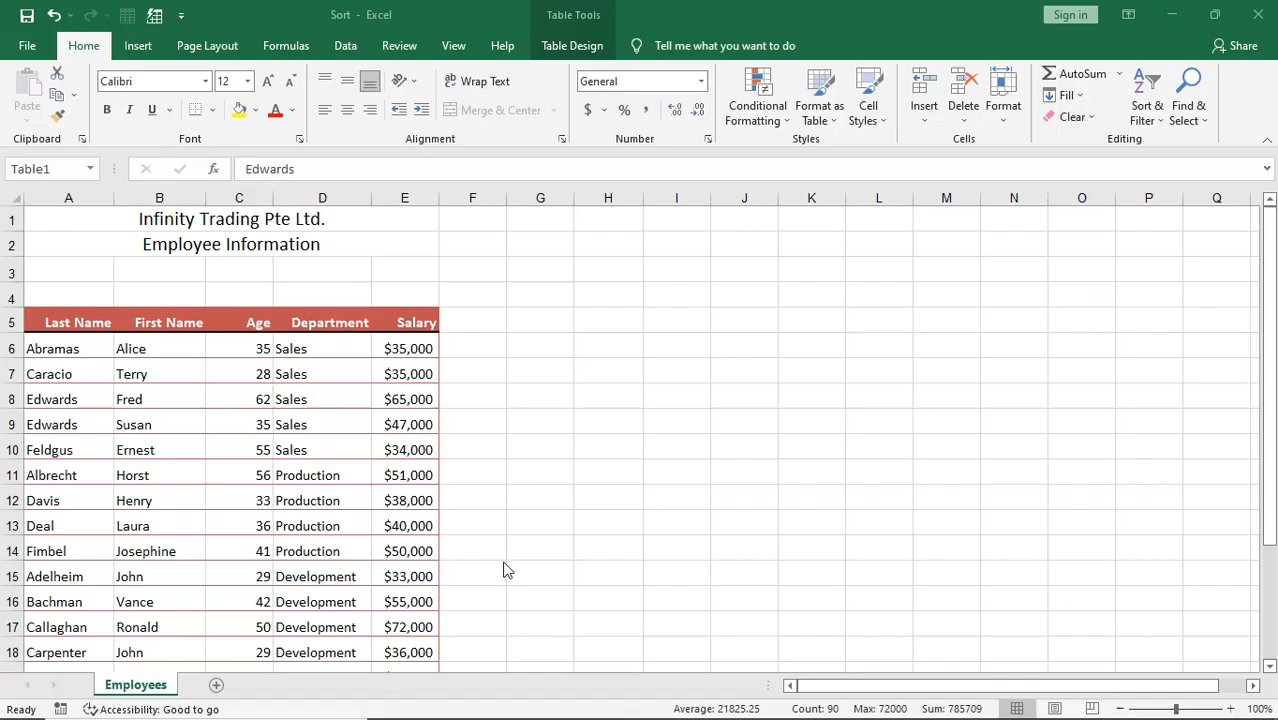 Sort - Excel
Table Tools
Sign in
File
Home
Insert
Page Layout
Formulas
Data
Review
View
Help
Table Design
Tell me what you want to do
Share
Paste
Clipboard
Calibri
12
B
I
U
A
Font
Wrap Text
Merge & Center
Alignment
General
$
%
Number
Conditional Formatting
Format as Table
Cell Styles
Styles
Insert
Delete
Format
Cells
AutoSum
Fill
Clear
Sort & Filter
Find & Select
Editing
Table1
fx
Edwards
A B C D E F G H I J K L M N O P Q
1 Infinity Trading Pte Ltd.
2 Employee Information
3
4
5 Last Name First Name Age Department Salary
6 Abramas Alice 35 Sales $35,000
7 Caracio Terry 28 Sales $35,000
8 Edwards Fred 62 Sales $65,000
9 Edwards Susan 35 Sales $47,000
10 Feldgus Ernest 55 Sales $34,000
11 Albrecht Horst 56 Production $51,000
12 Davis Henry 33 Production $38,000
13 Deal Laura 36 Production $40,000
14 Fimbel Josephine 41 Production $50,000
15 Adelheim John 29 Development $33,000
16 Bachman Vance 42 Development $55,000
17 Callaghan Ronald 50 Development $72,000
18 Carpenter John 29 Development $36,000
Employees
Ready
Accessibility: Good to go
Average: 21825.25 Count: 90 Max: 72000 Sum: 785709
100%